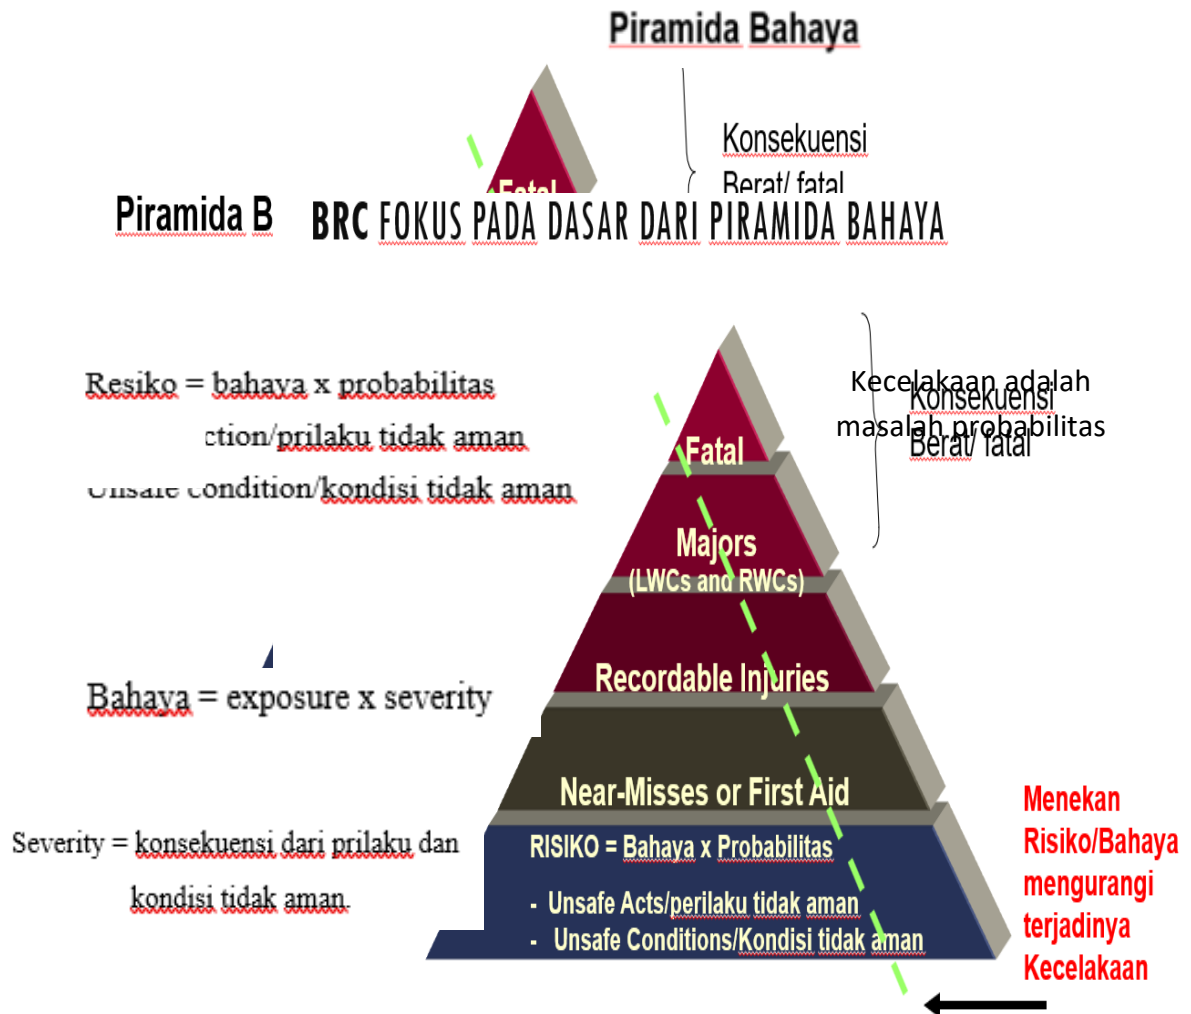 Piramida Bahaya
Konsekuensi
Berat/ fatal
Fatal
Piramida B
BRC FOKUS PADA DASAR DARI PIRAMIDA BAHAYA
Resiko = bahaya x probabilitas
ction/prilaku tidak aman
Unsafe condition/kondisi tidak aman
Kecelakaan adalah
masalah probabilitas
Konsekuensi
Berat/ fatal
Fatal
Majors
(LWCs and RWCs)
Recordable Injuries
Bahaya = exposure x severity
Near-Misses or First Aid
Severity = konsekuensi dari prilaku dan
kondisi tidak aman.
RISIKO = Bahaya x Probabilitas
- Unsafe Acts/perilaku tidak aman
- Unsafe Conditions/Kondisi tidak aman
Menekan
Risiko/Bahaya
mengurangi
terjadinya
Kecelakaan